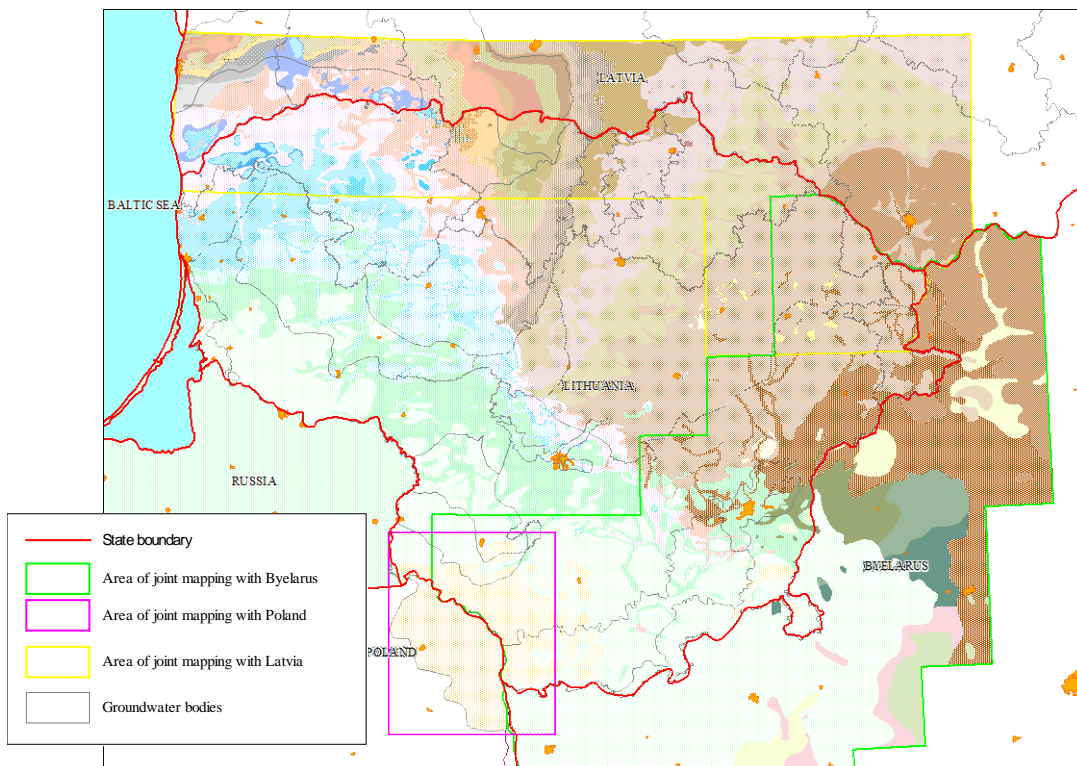 LATVIA
BALTIC SEA
LITHUANIA
RUSSIA
BYELARUS
POLAND
State boundary
Area of joint mapping with Byelarus
Area of joint mapping with Poland
Area of joint mapping with Latvia
Groundwater bodies